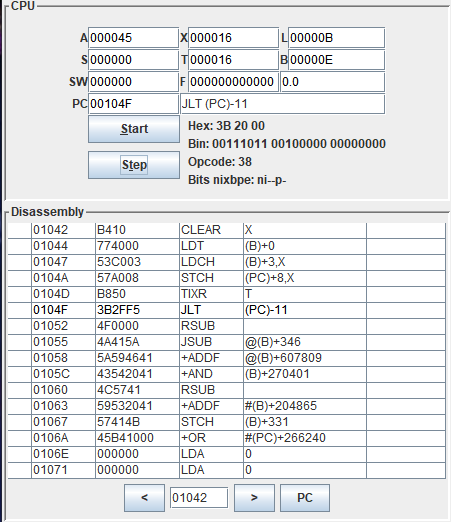 CPU
A 000045 X 000016 L 00000B
S 000000 T 000016 B 00000E
SW 000000 F 000000000000 0.0
PC 00104F JLT (PC)-11
Start Hex: 3B 20 00
Bin: 00111011 00100000 00000000
Step Opcode: 38
Bits nixbpe: ni--p-
Disassembly
01042 B410 CLEAR X
01044 774000 LDT (B)+0
01047 53C003 LDCH (B)+3,X
0104A 57A008 STCH (PC)+8,X
0104D B850 TIXR T
0104F 3B2FF5 JLT (PC)-11
01052 4F0000 RSUB
01055 4A415A JSUB @(B)+346
01058 5A594641 +ADDF @(B)+607809
0105C 43542041 +AND (B)+270401
01060 4C5741 RSUB
01063 59532041 +ADDF #(B)+204865
01067 57414B STCH (B)+331
0106A 45B41000 +OR #(PC)+266240
0106E 000000 LDA 0
01071 000000 LDA 0
< 01042 > PC